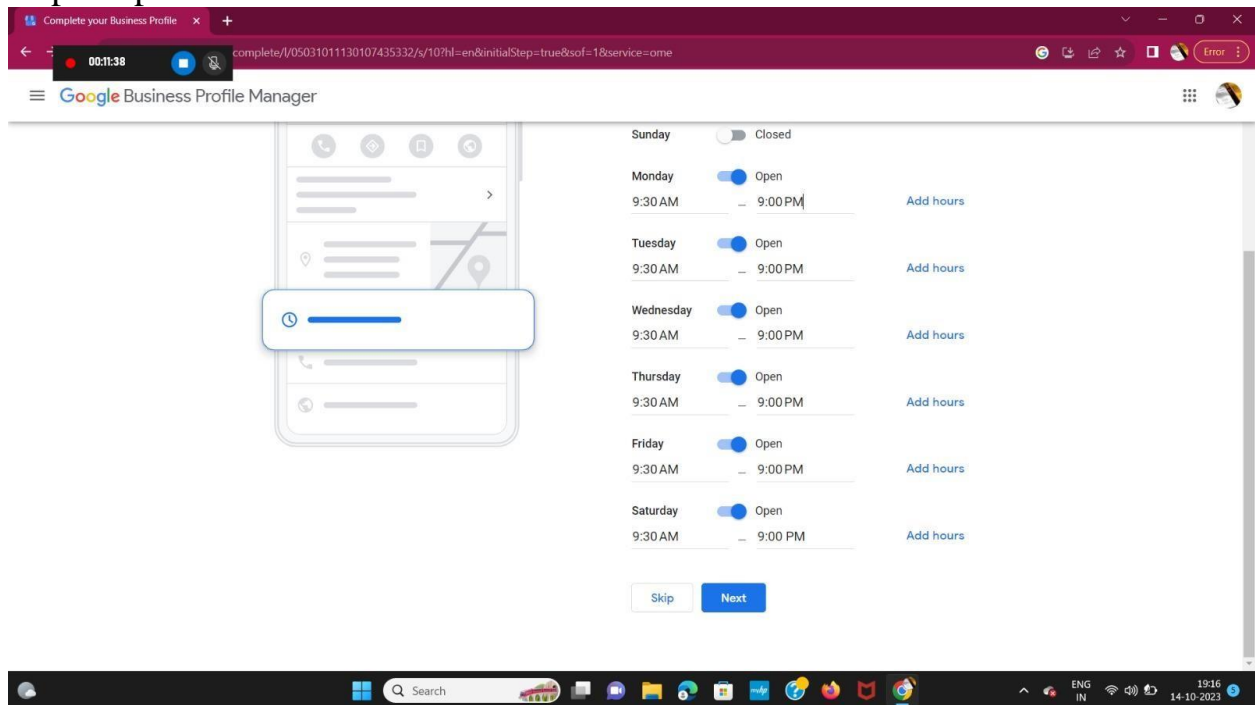 Complete your Business Profile
complete/l/05031011130107435332/s/10?hl=en&initialStep=true&sof=1&service=ome
Error
00:11:38
Google Business Profile Manager
Sunday Closed
Monday Open
9:30 AM – 9:00 PM Add hours
Tuesday Open
9:30 AM – 9:00 PM Add hours
Wednesday Open
9:30 AM – 9:00 PM Add hours
Thursday Open
9:30 AM – 9:00 PM Add hours
Friday Open
9:30 AM – 9:00 PM Add hours
Saturday Open
9:30 AM – 9:00 PM Add hours
Skip Next
Search
ENG
IN
19:16
14-10-2023
5